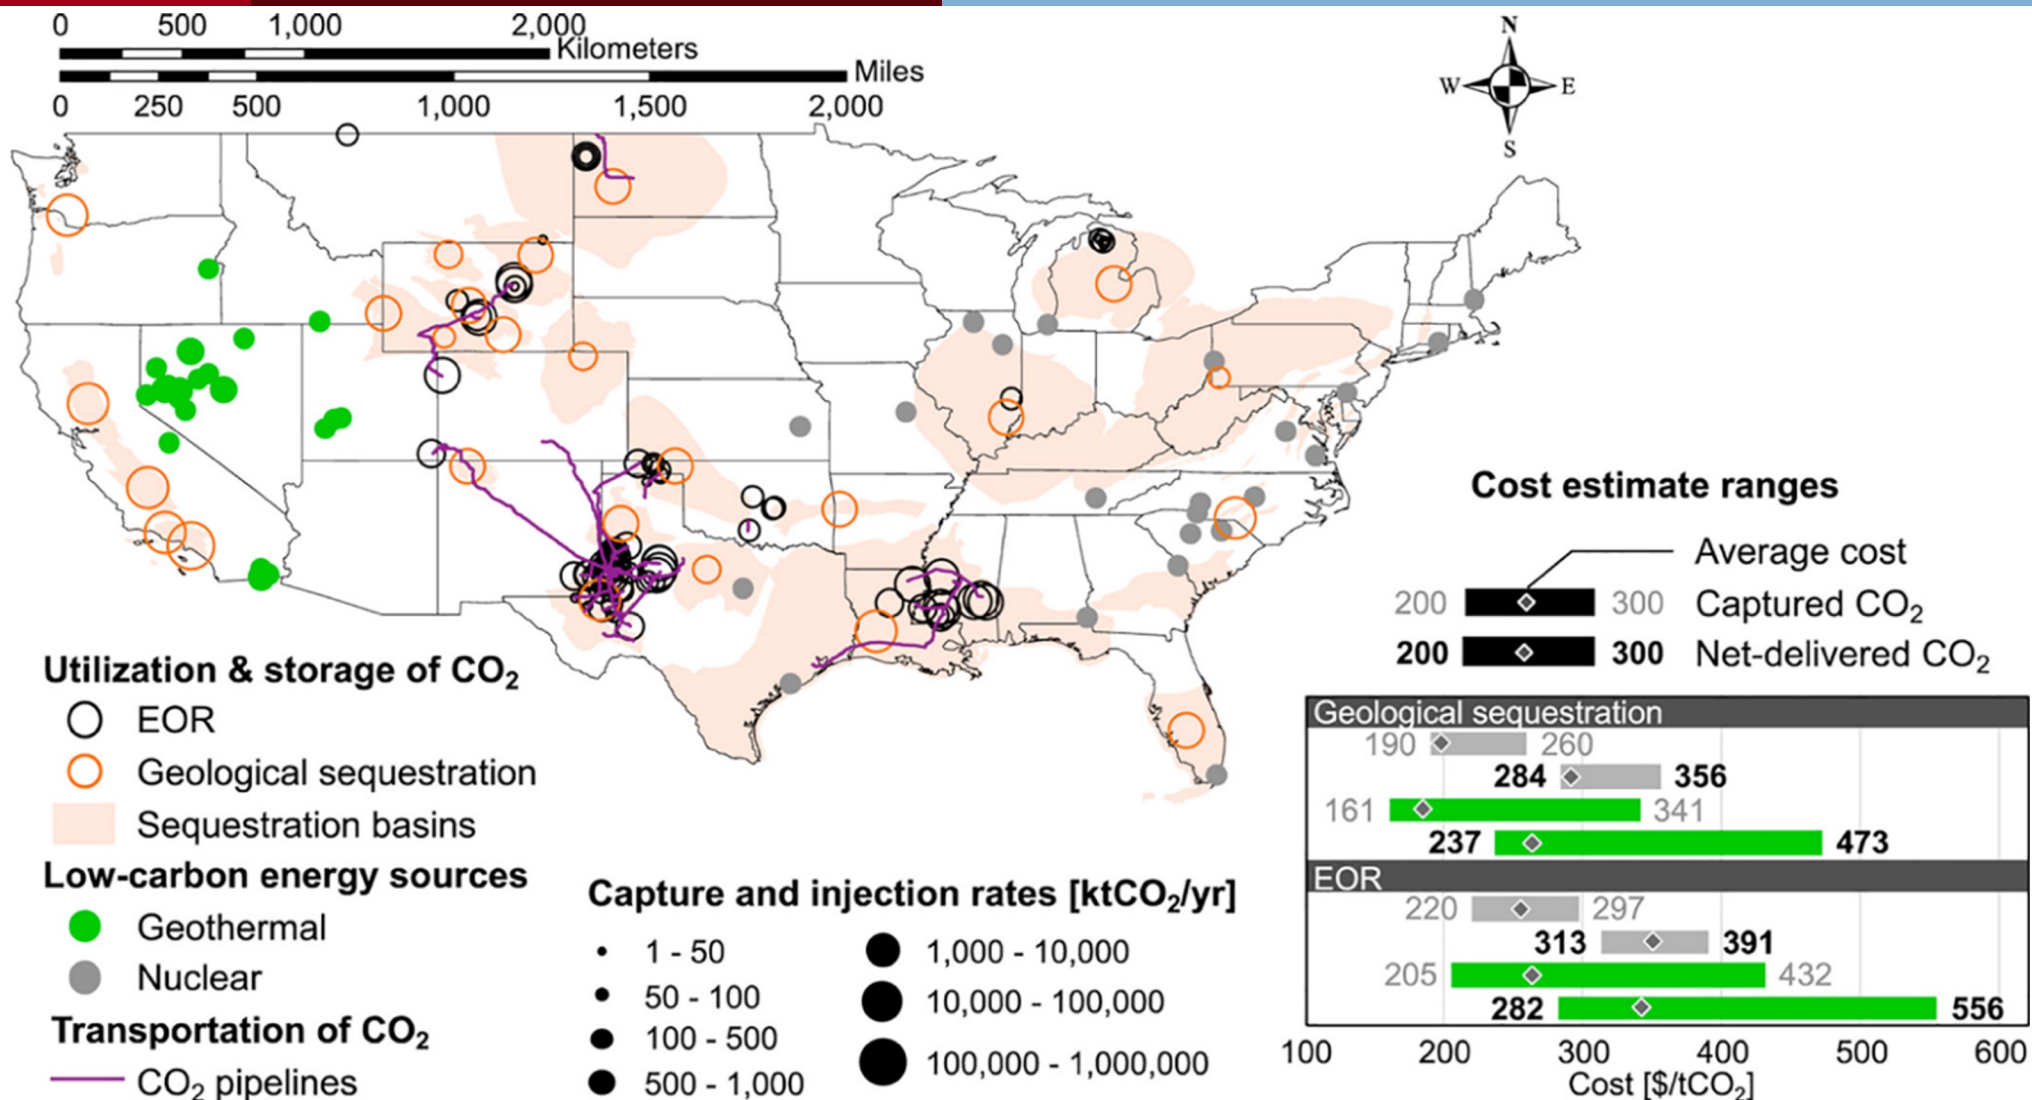 0 500 1,000 2,000
Kilometers
Miles
0 250 500 1,000 1,500 2,000
N
W E
S
Cost estimate ranges
Average cost
200 300 Captured CO₂
200 300 Net-delivered CO₂
Utilization & storage of CO₂
EOR
Geological sequestration
Sequestration basins
Low-carbon energy sources
Geothermal
Nuclear
Transportation of CO₂
CO₂ pipelines
Capture and injection rates [ktCO₂/yr]
1 - 50
50 - 100
100 - 500
500 - 1,000
1,000 - 10,000
10,000 - 100,000
100,000 - 1,000,000
Geological sequestration
190 260
284 356
161 341
237 473
EOR
220 297
313 391
205 432
282 556
100 200 300 400 500 600
Cost [$/tCO₂]